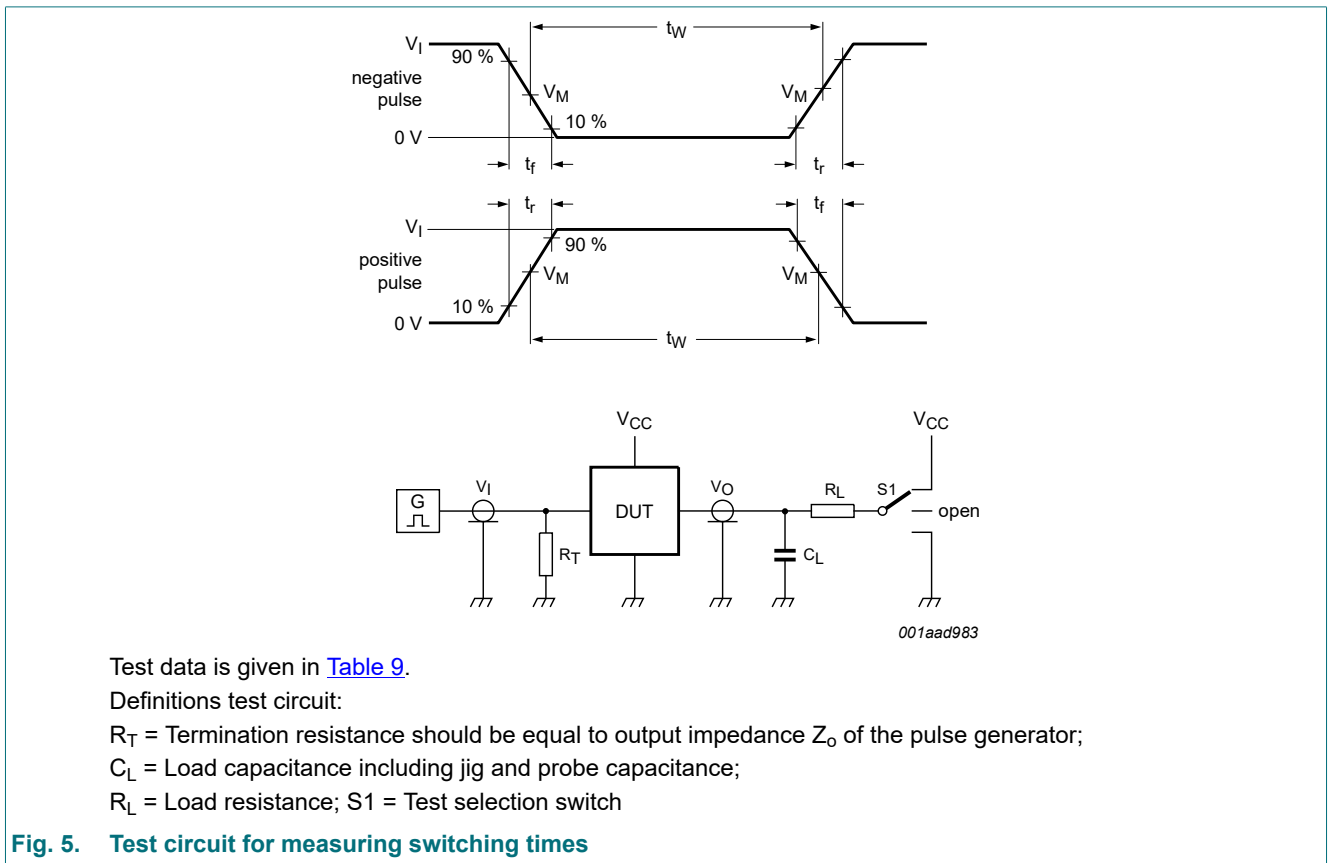 tW
VI
90 %
negative
pulse
VM
VM
10 %
0 V
tf
tr
tr
tf
VI
90 %
positive
pulse
VM
VM
10 %
0 V
tW
VCC
VCC
G
VI
DUT
VO
RL
S1
open
RT
CL
001aad983
Test data is given in Table 9.
Definitions test circuit:
RT = Termination resistance should be equal to output impedance Zo of the pulse generator;
CL = Load capacitance including jig and probe capacitance;
RL = Load resistance; S1 = Test selection switch
Fig. 5. Test circuit for measuring switching times